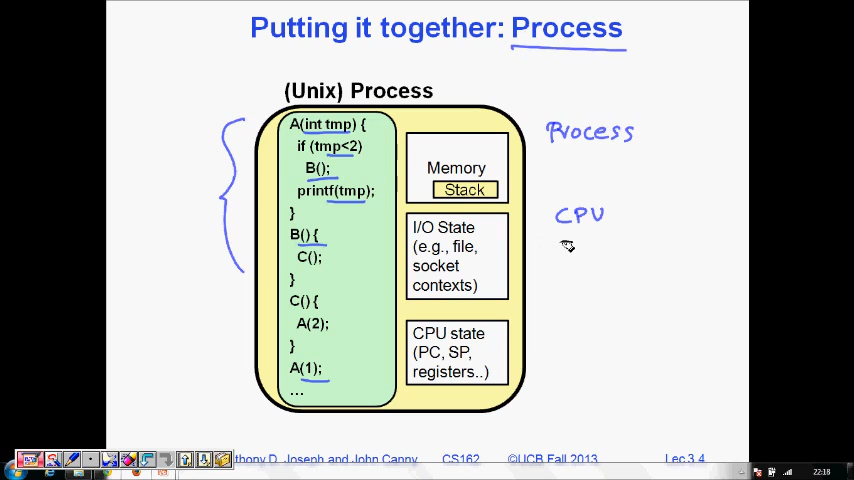 Putting it together: Process
(Unix) Process
A(int tmp) {
if (tmp<2)
B();
printf(tmp);
}
B() {
C();
}
C() {
A(2);
}
A(1);
…
Memory
Stack
I/O State
(e.g., file,
socket
contexts)
CPU state
(PC, SP,
registers..)
Process
CPU
thony D. Joseph and John Canny CS162 ©UCB Fall 2013 Lec 3.4
22:18